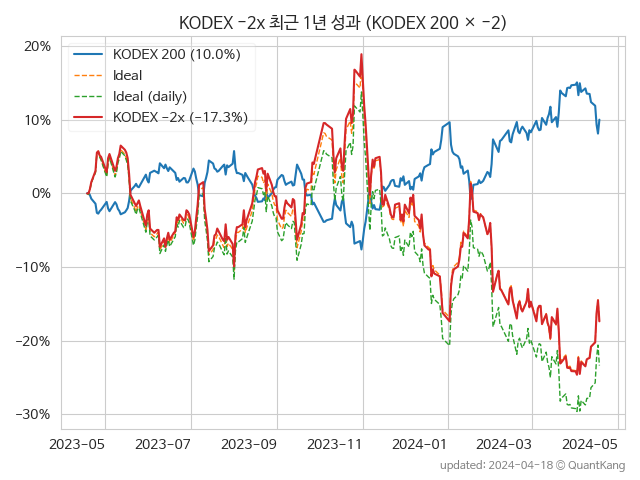 KODEX −2x 최근 1년 성과 (KODEX 200 × −2)
20%
10%
0%
−10%
−20%
−30%
KODEX 200 (10.0%)
Ideal
Ideal (daily)
KODEX −2x (−17.3%)
2023-05
2023-07
2023-09
2023-11
2024-01
2024-03
2024-05
updated: 2024-04-18 © QuantKang